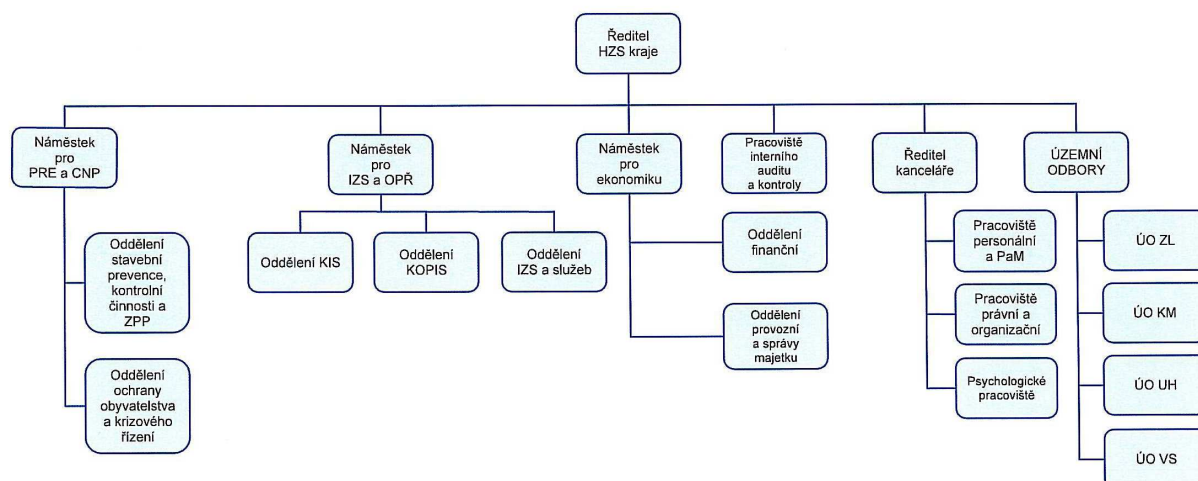 Ředitel
HZS kraje
Náměstek
pro
PRE a CNP
Náměstek
pro
IZS a OPŘ
Náměstek
pro
ekonomiku
Pracoviště
interního
auditu
a kontroly
Ředitel
kanceláře
ÚZEMNÍ
ODBORY
Oddělení
stavební
prevence,
kontrolní
činnosti a
ZPP
Oddělení
ochrany
obyvatelstva
a krizového
řízení
Oddělení KIS
Oddělení
KOPIS
Oddělení
IZS a služeb
Oddělení
finanční
Oddělení
provozní
a správy
majetku
Pracoviště
personální
a PaM
Pracoviště
právní a
organizační
Psychologické
pracoviště
ÚO ZL
ÚO KM
ÚO UH
ÚO VS